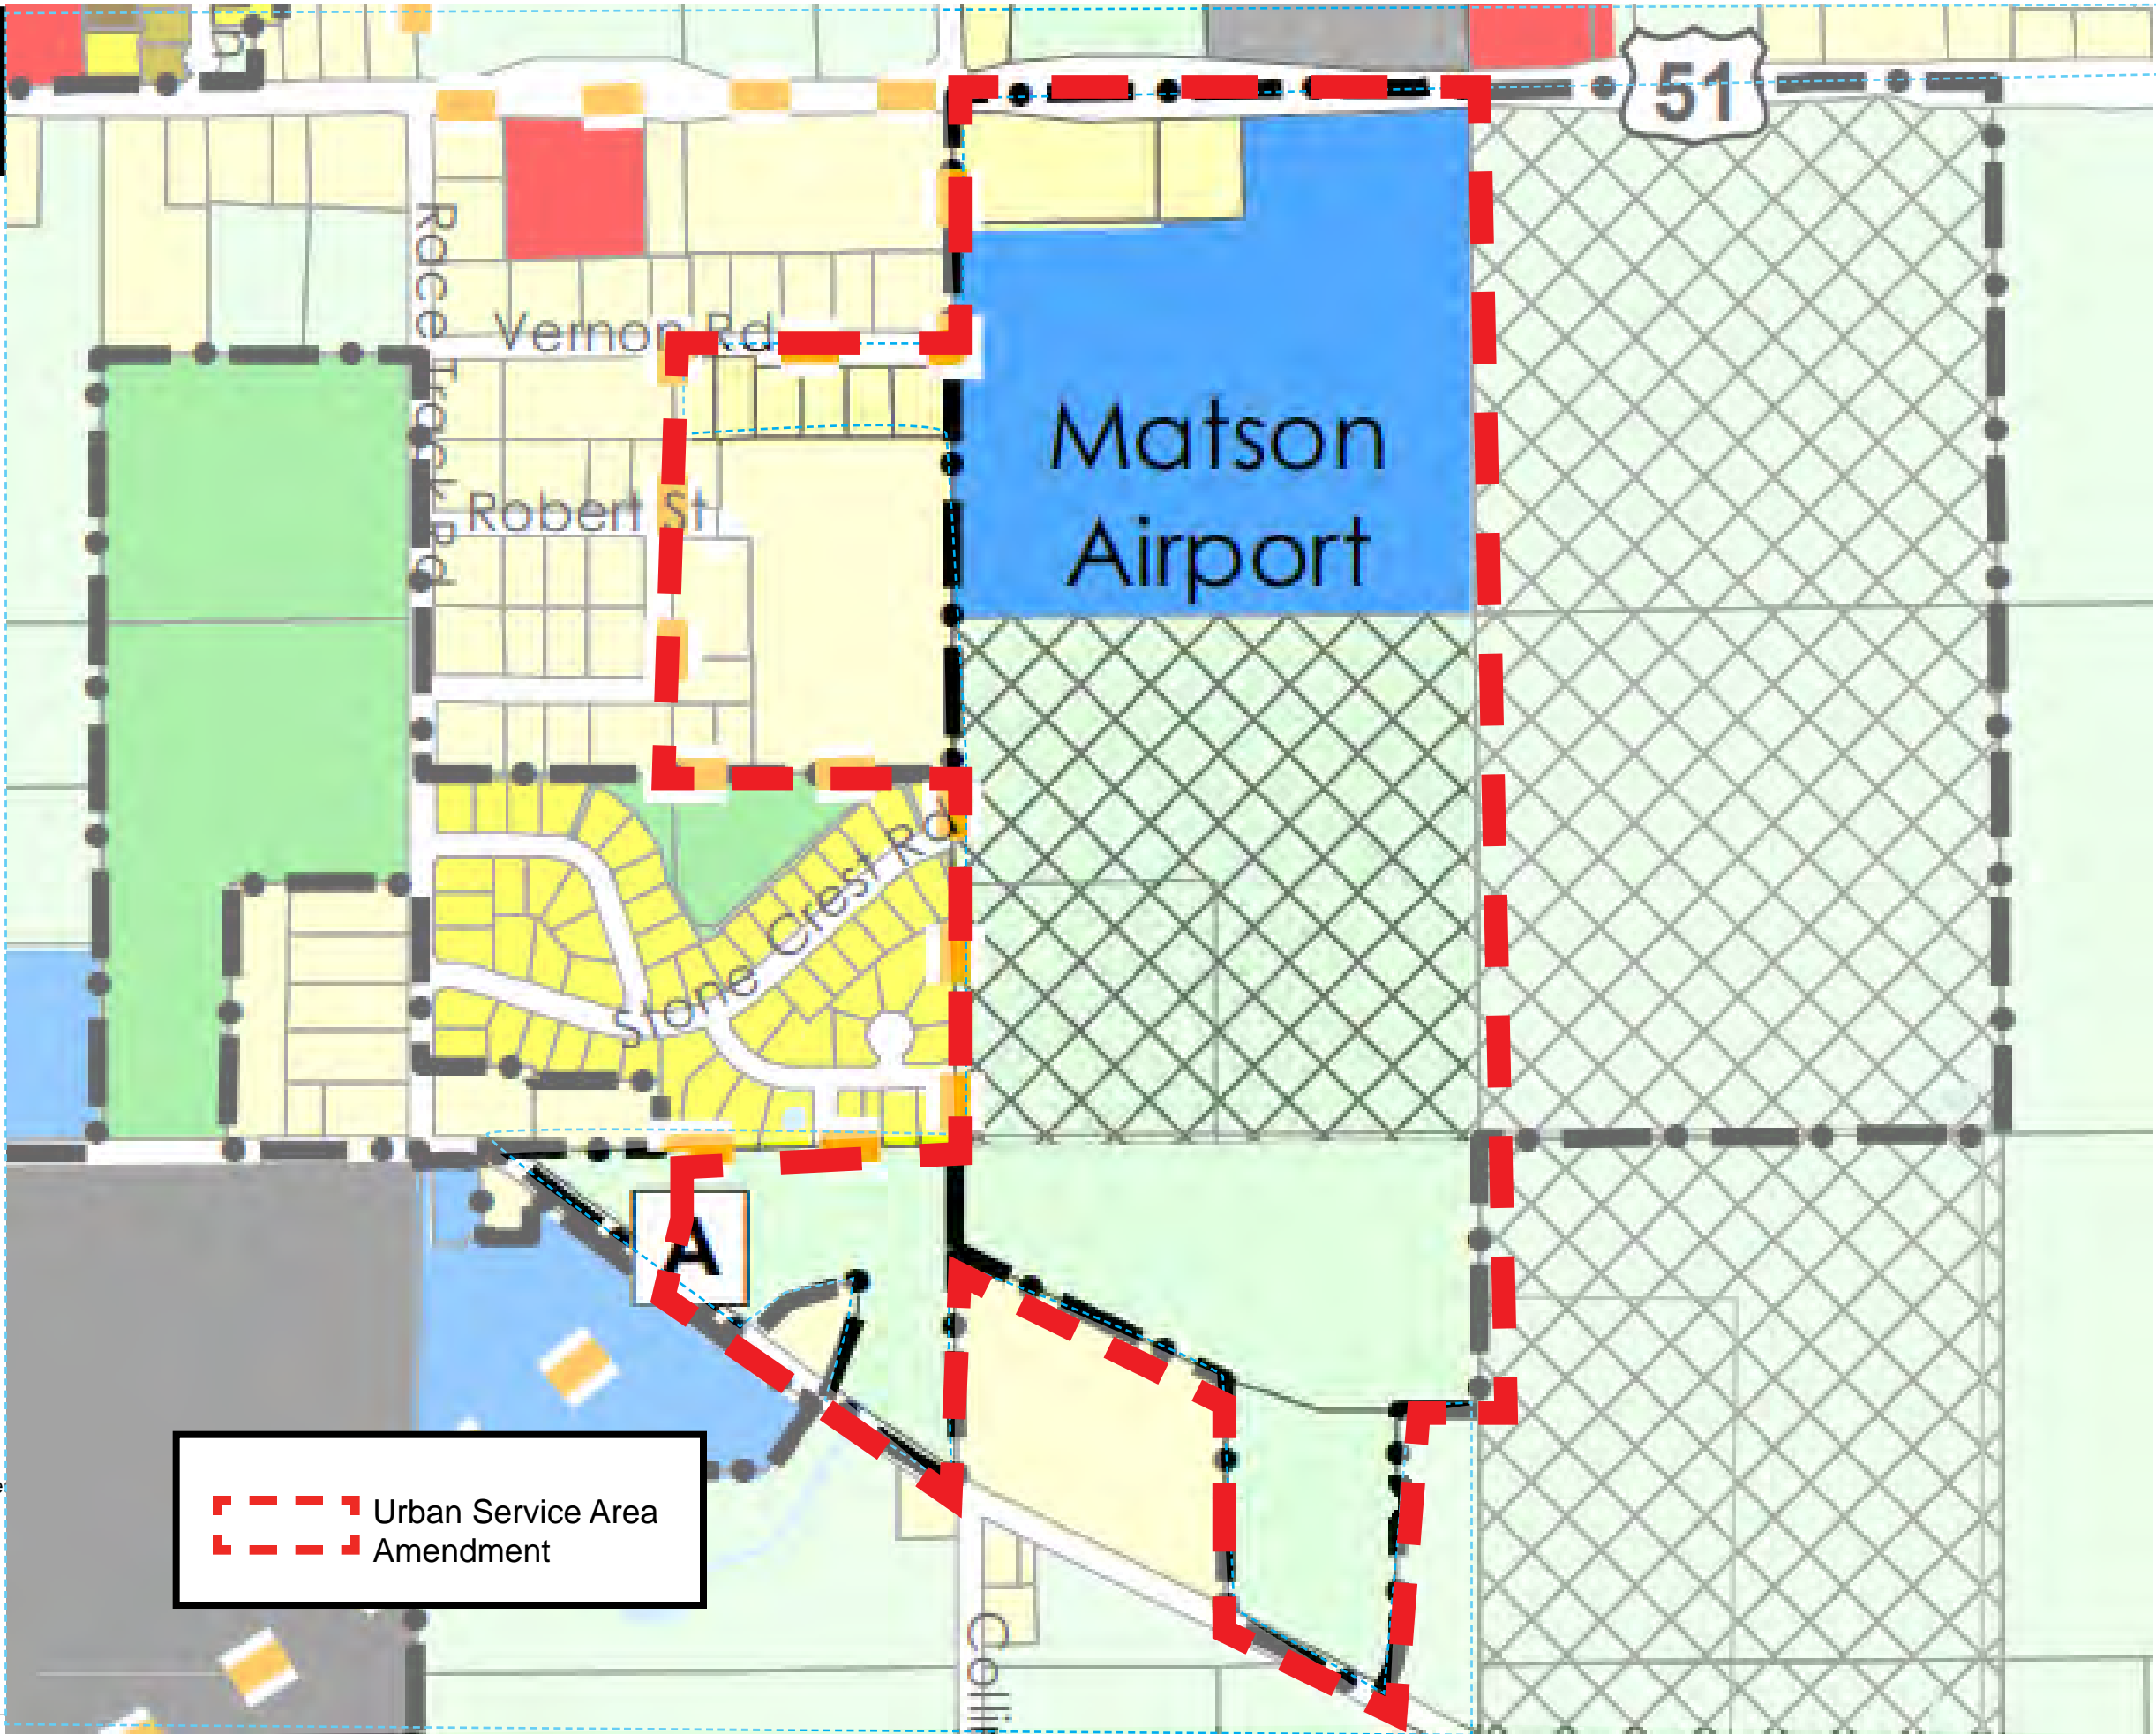 51
Race Track Rd
Vernon Rd
Matson
Airport
Robert St
Stone Crest Rd
A
Urban Service Area
Amendment